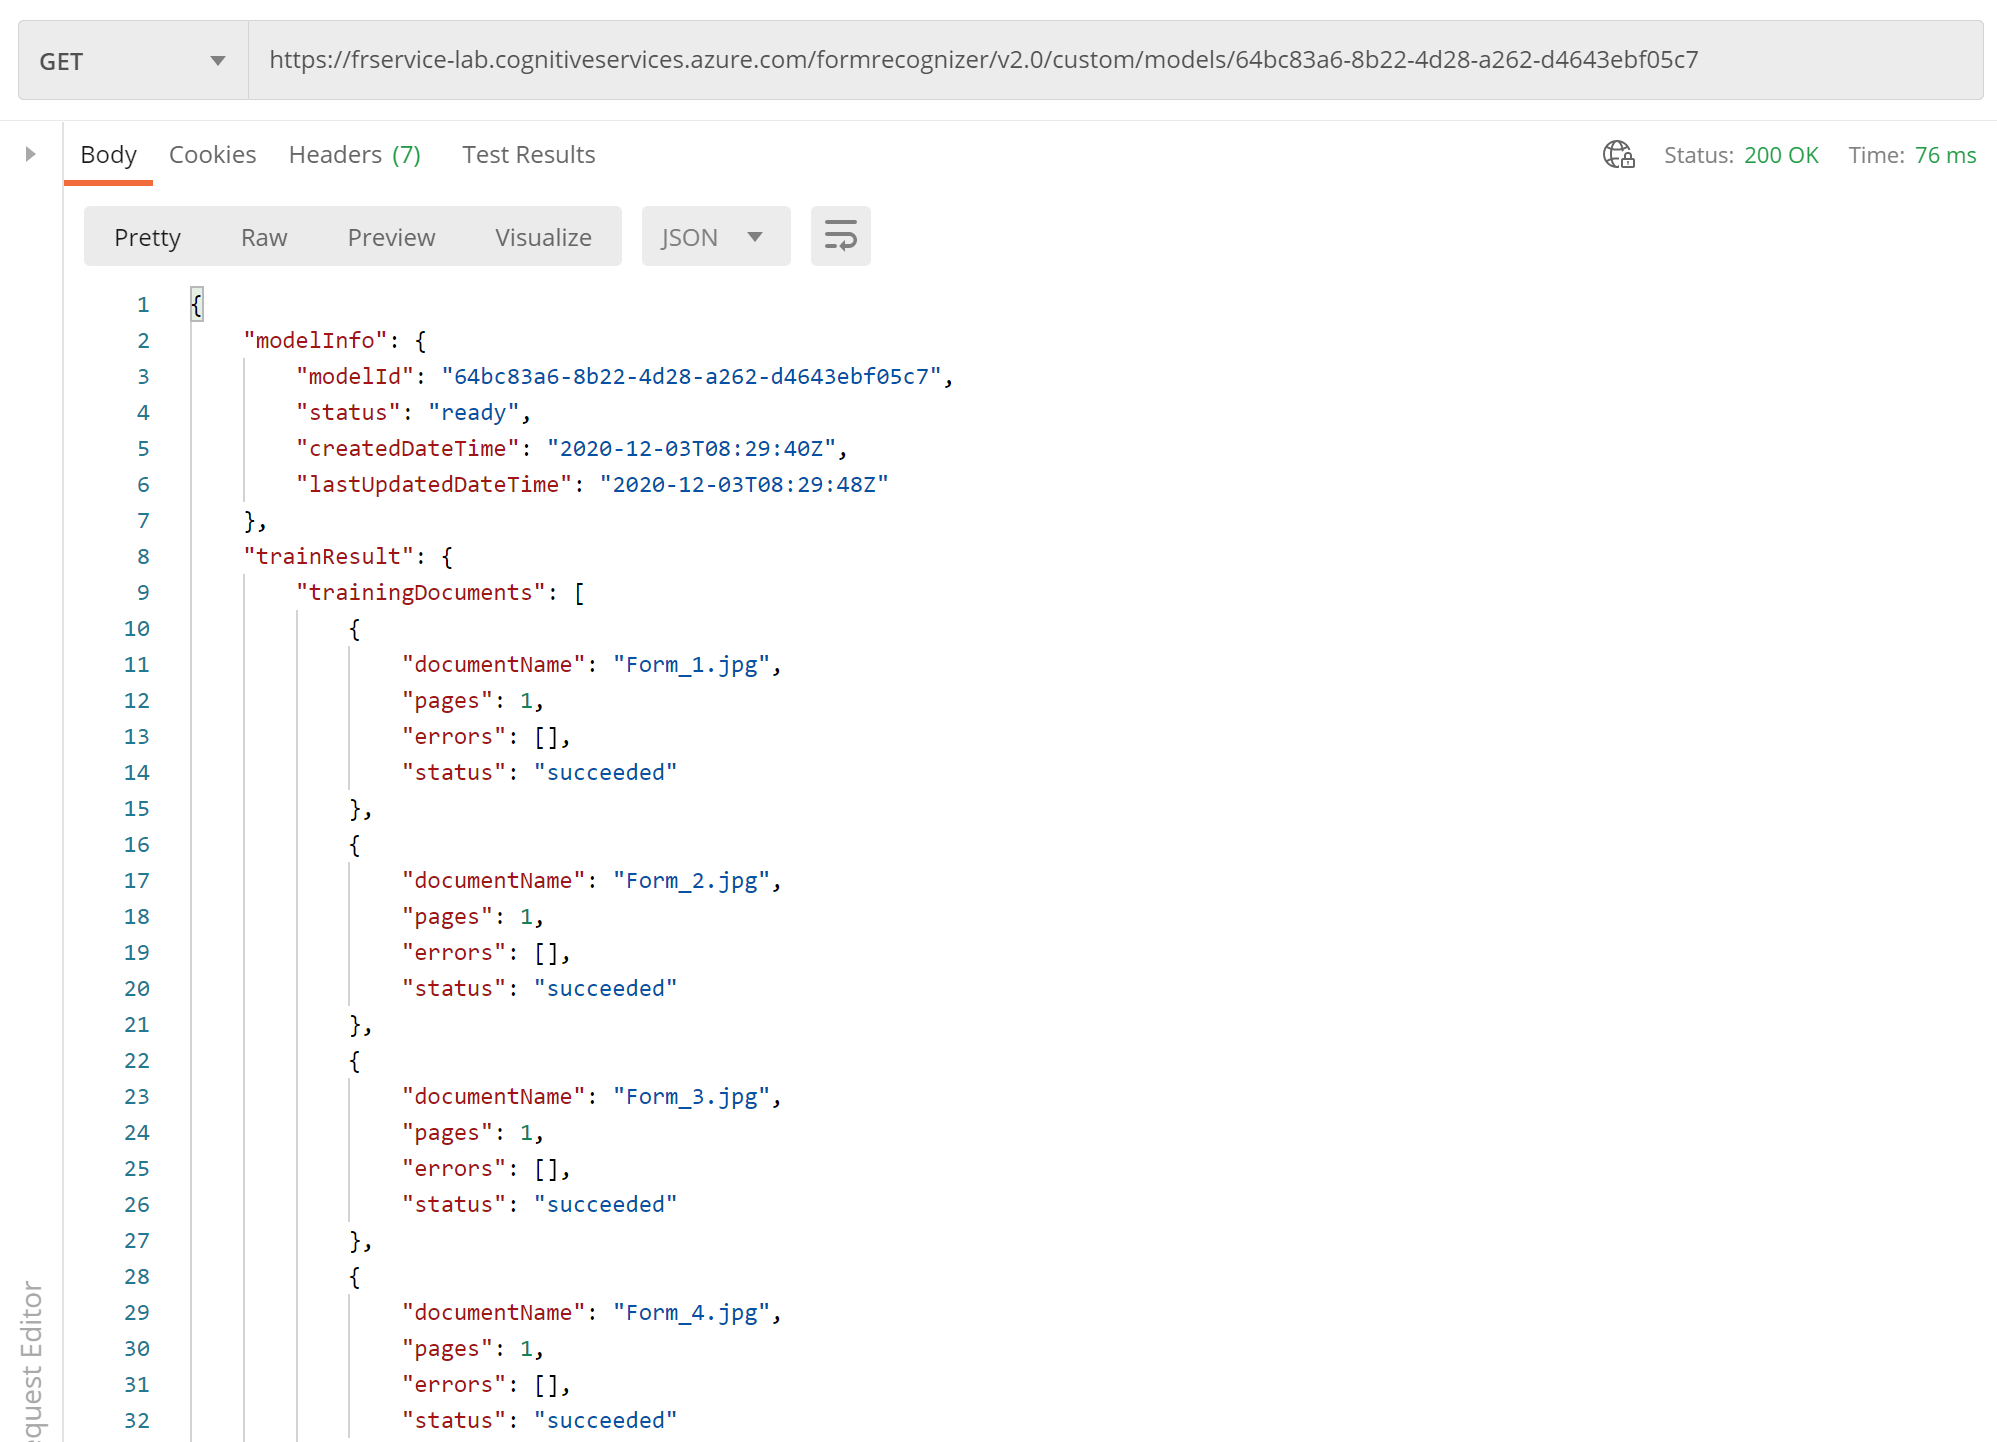 GET https://frservice-lab.cognitiveservices.azure.com/formrecognizer/v2.0/custom/models/64bc83a6-8b22-4d28-a262-d4643ebf05c7
Body Cookies Headers (7) Test Results Status: 200 OK Time: 76 ms
Pretty Raw Preview Visualize JSON
1 {
2 "modelInfo": {
3 "modelId": "64bc83a6-8b22-4d28-a262-d4643ebf05c7",
4 "status": "ready",
5 "createdDateTime": "2020-12-03T08:29:40Z",
6 "lastUpdatedDateTime": "2020-12-03T08:29:48Z"
7 },
8 "trainResult": {
9 "trainingDocuments": [
10 {
11 "documentName": "Form_1.jpg",
12 "pages": 1,
13 "errors": [],
14 "status": "succeeded"
15 },
16 {
17 "documentName": "Form_2.jpg",
18 "pages": 1,
19 "errors": [],
20 "status": "succeeded"
21 },
22 {
23 "documentName": "Form_3.jpg",
24 "pages": 1,
25 "errors": [],
26 "status": "succeeded"
27 },
28 {
29 "documentName": "Form_4.jpg",
30 "pages": 1,
31 "errors": [],
32 "status": "succeeded"
Editor